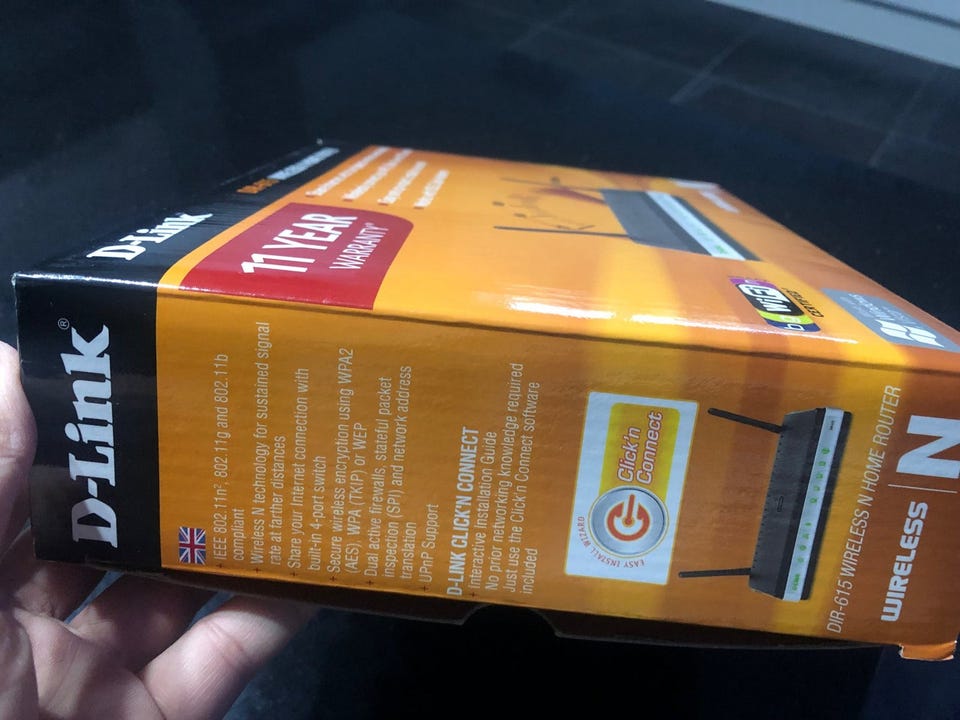 D-Link
11 YEAR
WARRANTY
D-Link®
+ IEEE 802.11n², 802.11g and 802.11b
compliant
+ Wireless N technology for sustained signal
rate at farther distances
+ Share your Internet connection with
built-in 4-port switch
+ Secure wireless encryption using WPA2
(AES), WPA (TKIP) or WEP
+ Dual active firewalls, stateful packet
inspection (SPI) and network address
translation
+ UPnP Support
D-LINK CLICK'N CONNECT
+ Interactive Installation Guide
No prior networking knowledge required
Just use the Click'n Connect software
included
Click'n
Connect
EASY INSTALL WIZARD
DIR-615 WIRELESS N HOME ROUTER
WIRELESS N
Wi-Fi
CERTIFIED